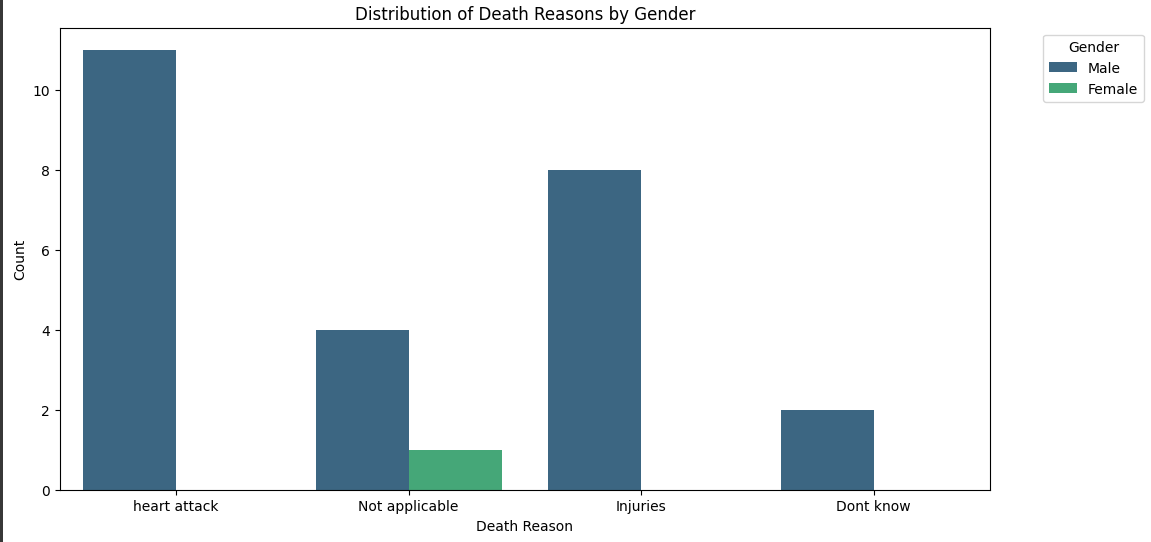 Distribution of Death Reasons by Gender
Gender
Male
Female
10
8
6
4
2
0
Count
heart attack
Not applicable
Injuries
Dont know
Death Reason